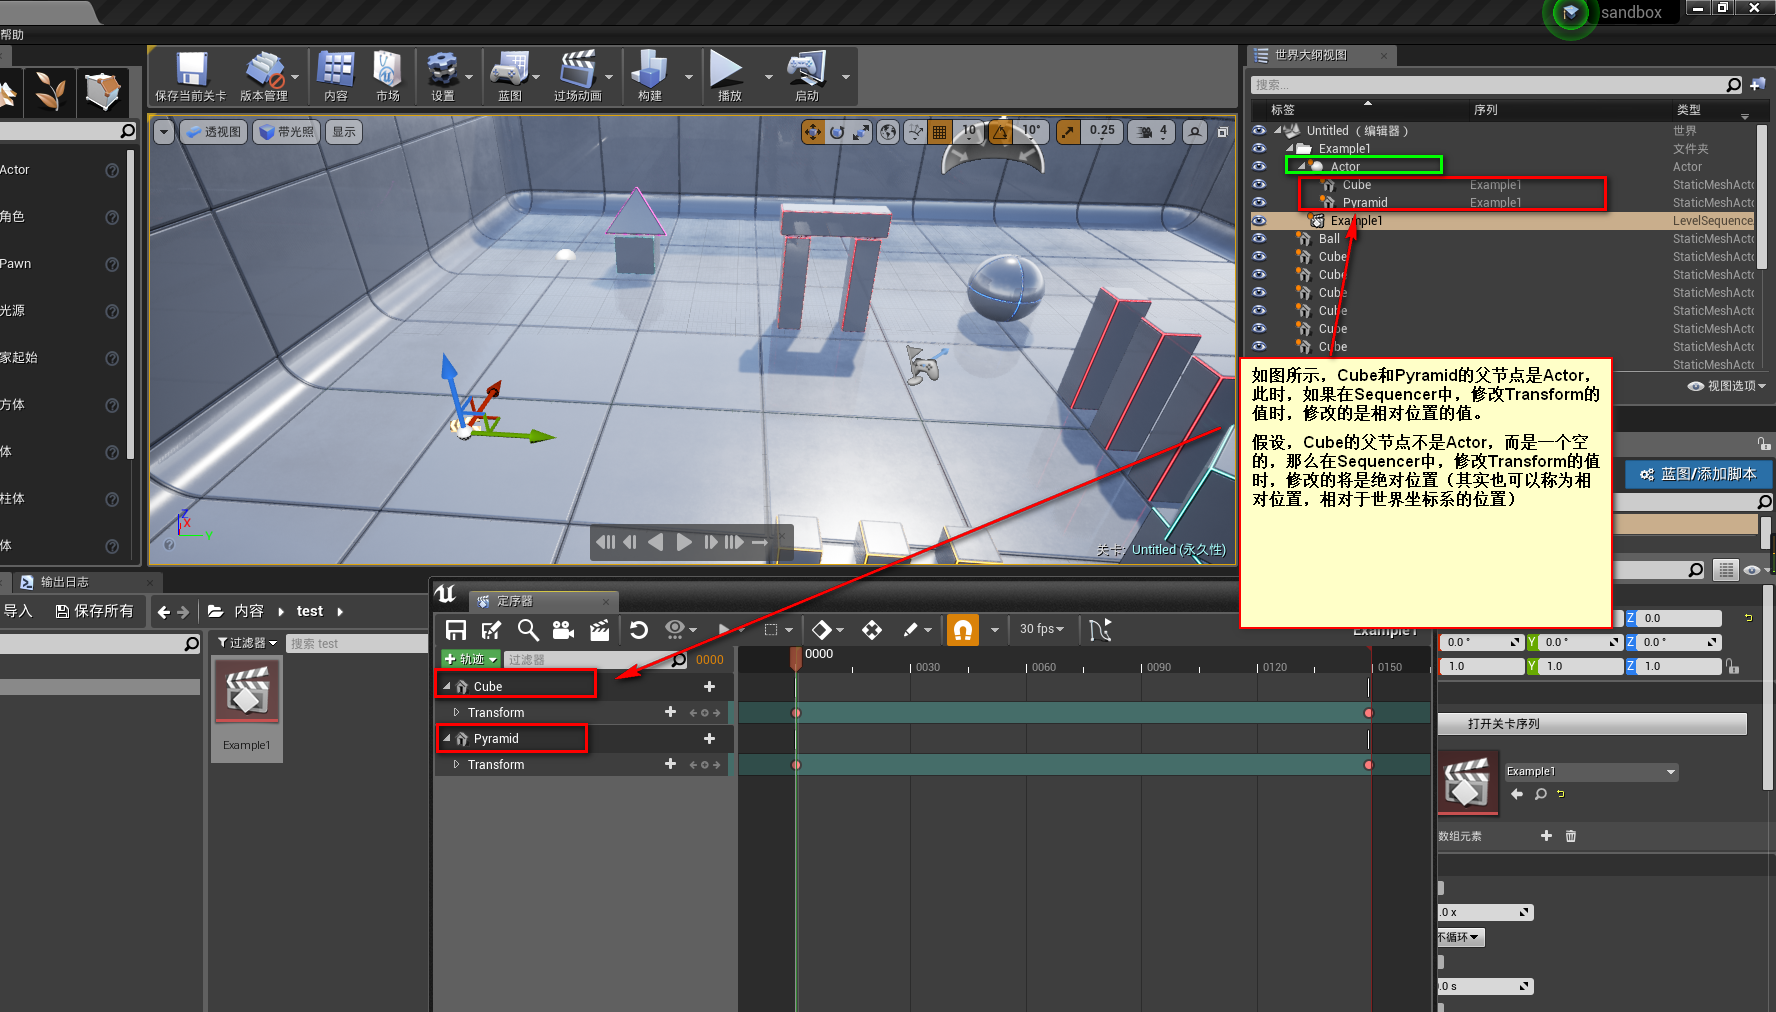 sandbox
帮助
保存当前关卡
版本管理
内容
市场
设置
蓝图
过场动画
构建
播放
启动
世界大纲视图
搜索...
标签
序列
类型
Untitled（编辑器）
世界
Example1
文件夹
Actor
Actor
Cube
Example1
StaticMeshActo
Pyramid
Example1
StaticMeshActo
Example1
LevelSequence
Ball
StaticMeshActo
Cube
StaticMeshActo
Cube
StaticMeshActo
Cube
StaticMeshActo
Cube
StaticMeshActo
Cube
StaticMeshActo
Cube
StaticMeshActo
StaticMeshActo
视图选项
透视图
带光照
显示
10
10°
0.25
4
Actor
角色
Pawn
光源
家起始
方体
体
柱体
体
Z
X
Y
关卡: Untitled (永久性)
如图所示，Cube和Pyramid的父节点是Actor，
此时，如果在Sequencer中，修改Transform的
值时，修改的是相对位置的值。
假设，Cube的父节点不是Actor，而是一个空
的，那么在Sequencer中，修改Transform的值
时，修改的将是绝对位置（其实也可以称为相
对位置，相对于世界坐标系的位置）
蓝图/添加脚本
输出日志
导入
保存所有
内容
test
过滤器
搜索 test
Example1
定序器
30 fps
Example1
轨迹
过滤器
0000
0000
0030
0060
0090
0120
0150
Cube
Transform
Pyramid
Transform
Z
0.0
0.0 °
Y
0.0 °
Z
0.0 °
1.0
Y
1.0
Z
1.0
打开关卡序列
Example1
数组元素
.0 x
不循环
0.0 s